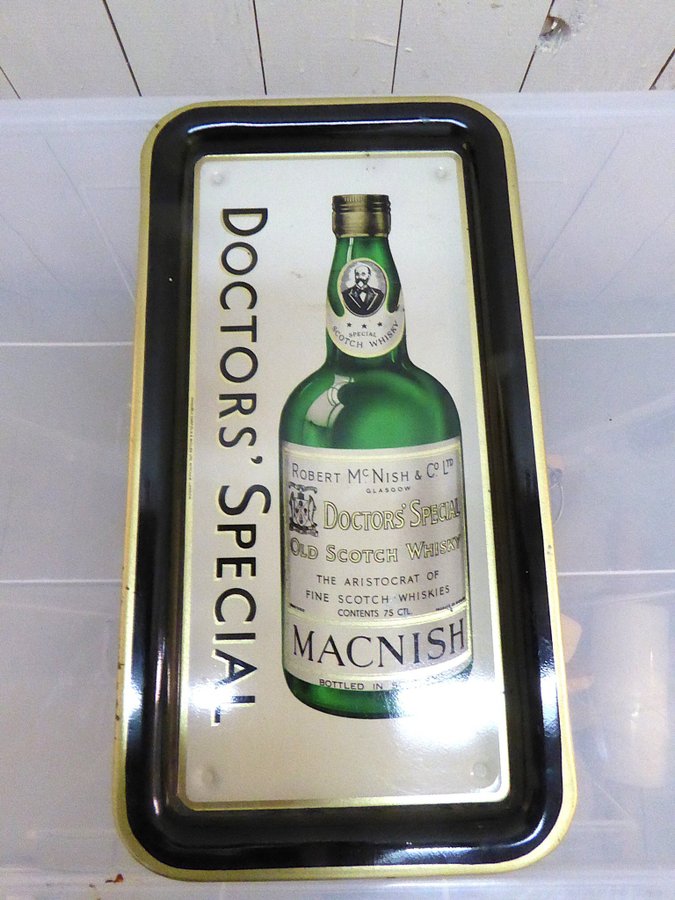 DOCTORS' SPECIAL
★ ★ ★
SPECIAL
SCOTCH WHISKY
ROBERT MCNISH & CO LTD
GLASGOW
DOCTORS' SPECIAL
OLD SCOTCH WHISKY
THE ARISTOCRAT OF
FINE SCOTCH WHISKIES
CONTENTS 75 CTL.
MACNISH
BOTTLED IN